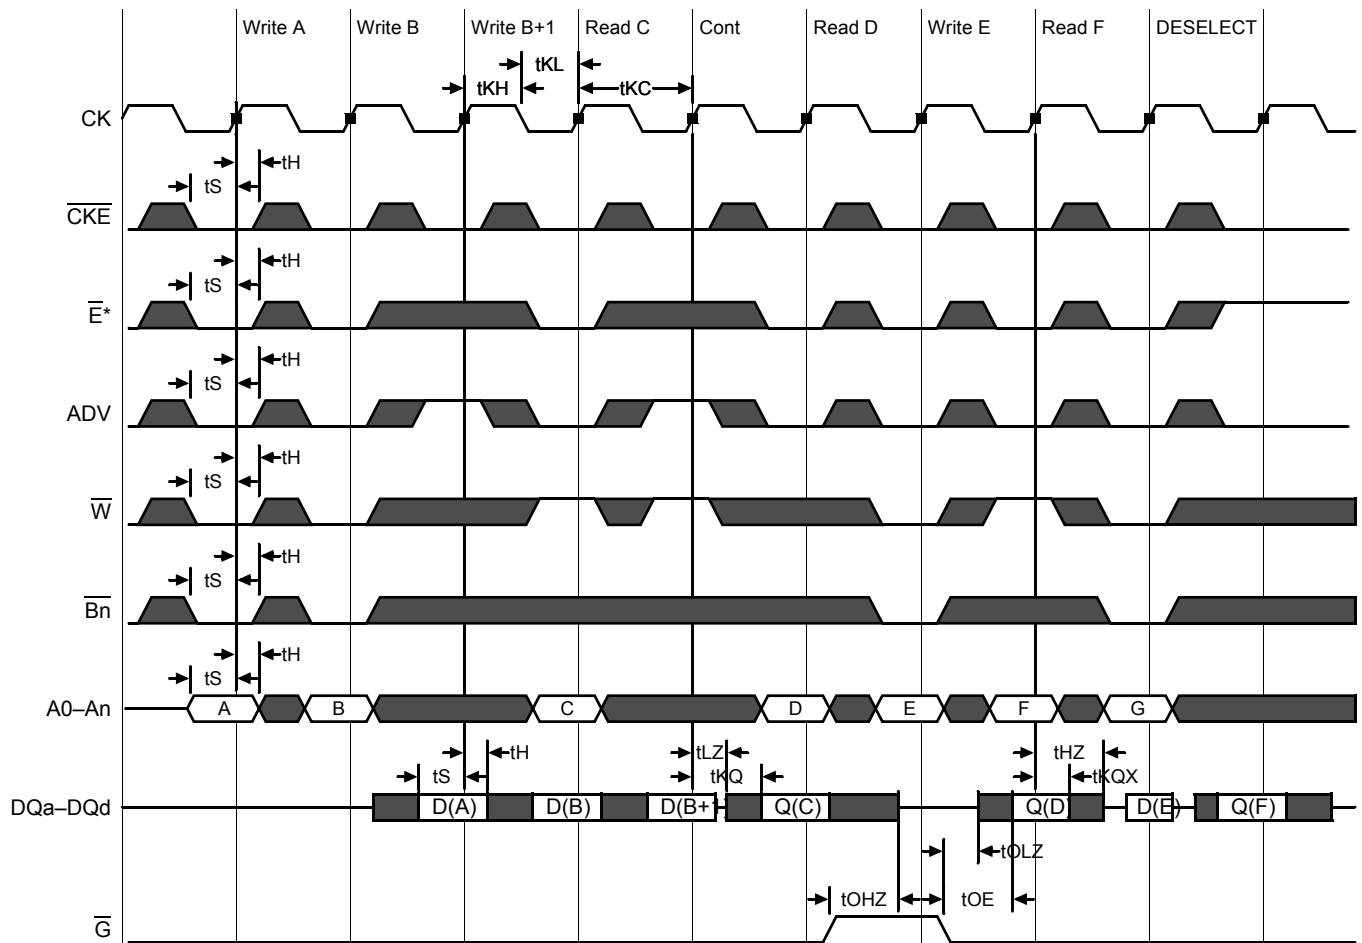 Write A Write B Write B+1 Read C Cont Read D Write E Read F DESELECT
tKL
tKH tKC
CK
tH
tS
CKE
tH
tS
E*
tH
tS
ADV
tH
tS
W
tH
tS
Bn
tH
tS
A0–An A B C D E F G
tH tLZ tHZ
tS tKQ tKQX
DQa–DQd D(A) D(B) D(B+1) Q(C) Q(D) D(E) Q(F)
tOLZ
tOHZ tOE
G